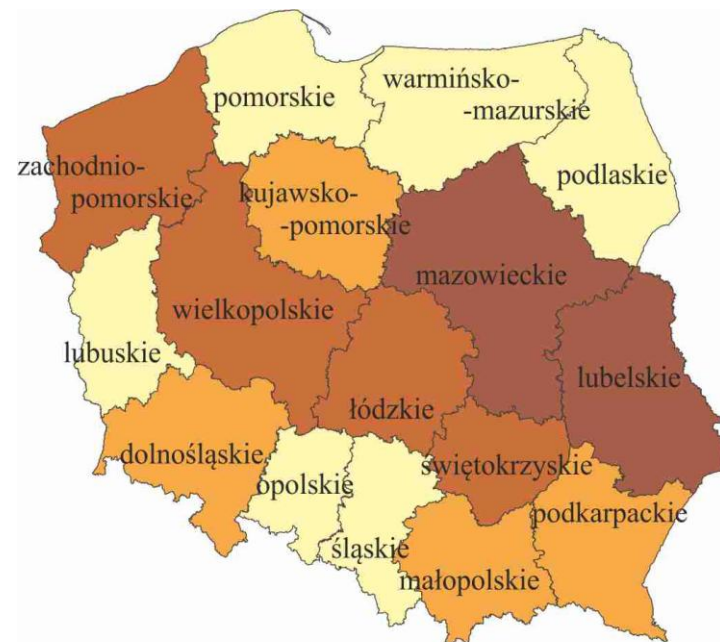 pomorskie
warmińsko-
-mazurskie
zachodnio-
pomorskie
kujawsko-
-pomorskie
podlaskie
mazowieckie
wielkopolskie
lubuskie
łódzkie
lubelskie
dolnośląskie
opolskie
świętokrzyskie
śląskie
małopolskie
podkarpackie